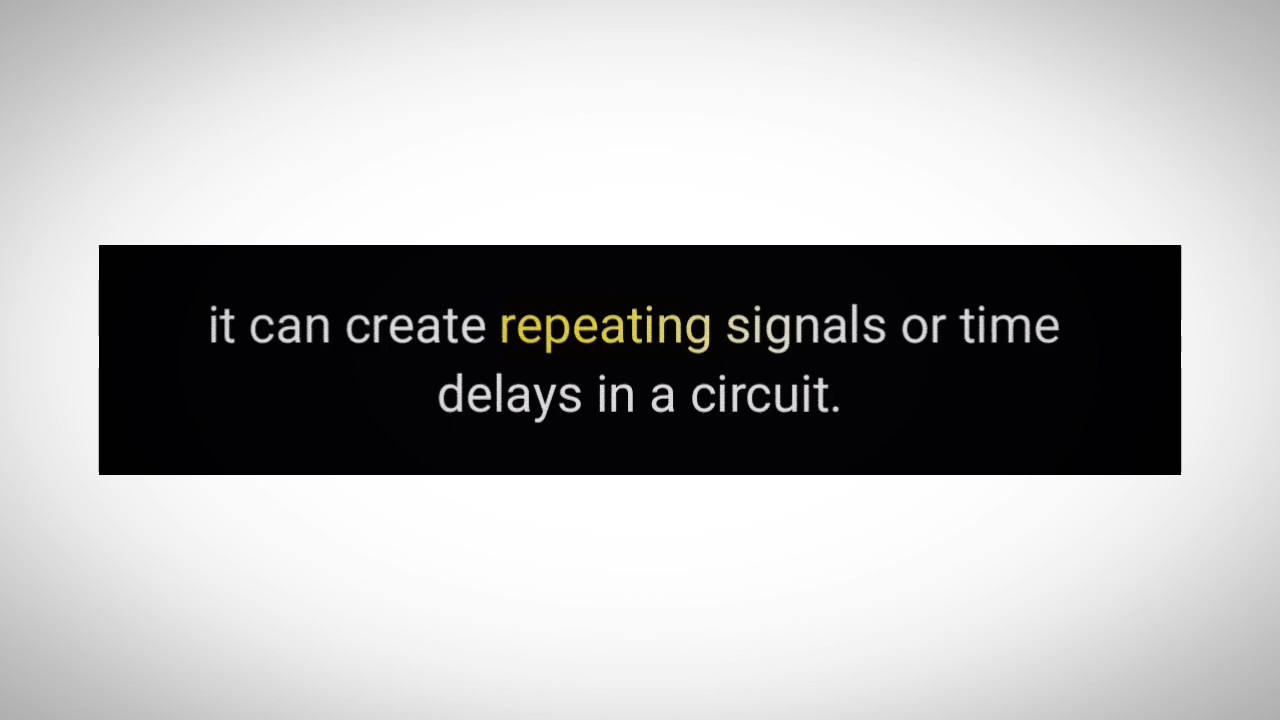 it can create repeating signals or time
delays in a circuit.